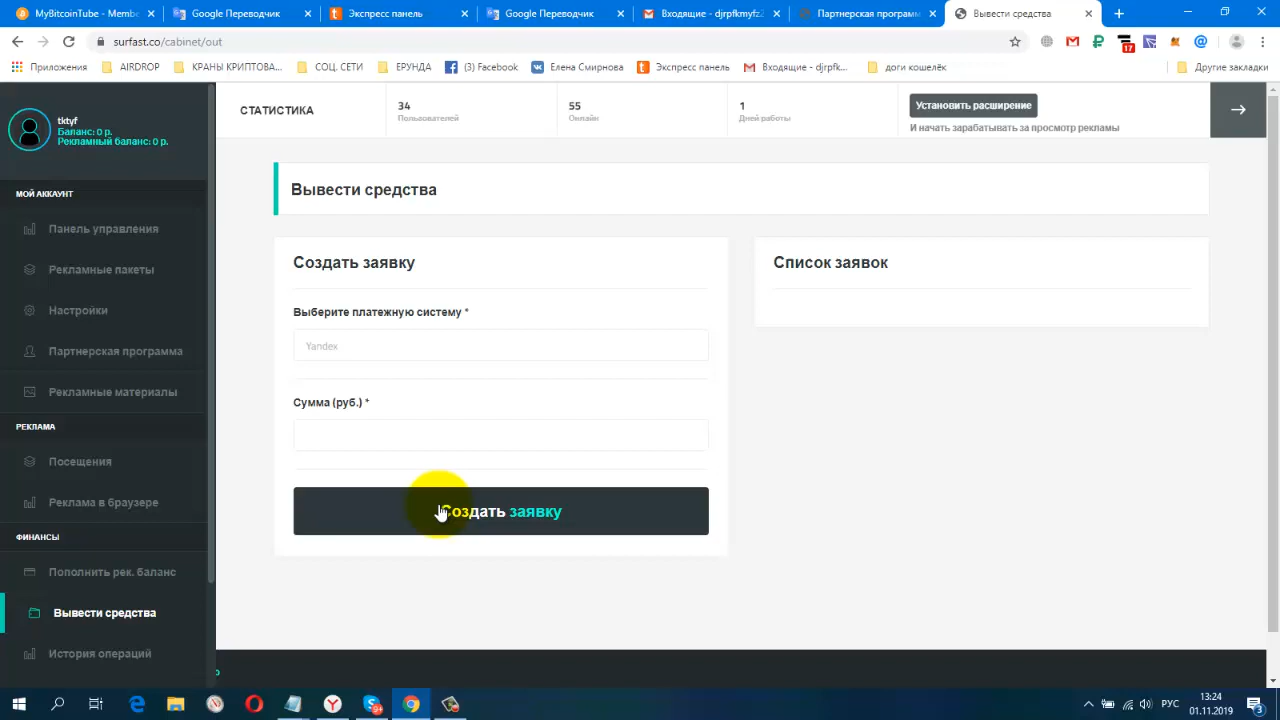 MyBitcoinTub - Membe
Google Переводчик
Экспресс панель
Google Переводчик
Входящие - djrpfkmyfz
Партнерская программ
Вывести средства
surfast.co/cabinet/out
17
Приложения
AIRDROP
КРАНЫ КРИПТОВА...
СОЦ. СЕТИ
ЕРУНДА
(3) Facebook
Елена Смирнова
Экспресс панель
Входящие - djrpfk...
доги кошелёк
Другие закладки
tktyf
Баланс: 0 р.
Рекламный баланс: 0 р.
СТАТИСТИКА
34
Пользователей
55
Онлайн
1
Дней работы
Установить расширение
И начать зарабатывать за просмотр рекламы
МОЙ АККАУНТ
Панель управления
Рекламные пакеты
Настройки
Партнерская программа
Рекламные материалы
РЕКЛАМА
Посещения
Реклама в браузере
ФИНАНСЫ
Пополнить рек. баланс
Вывести средства
История операций
Вывести средства
Создать заявку
Выберите платежную систему *
Yandex
Сумма (руб.) *
Создать заявку
Список заявок
РУС
13:24
01.11.2019
3